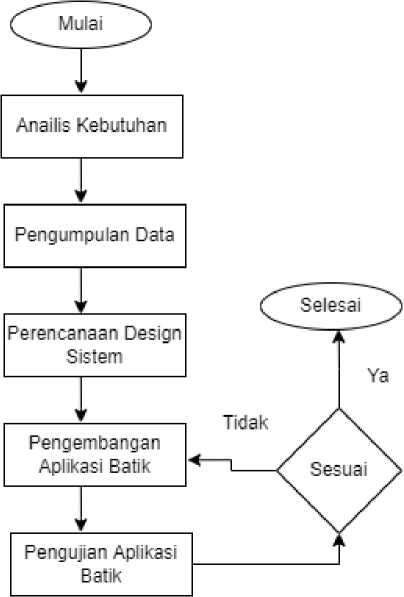 Mulai
Anailis Kebutuhan
Pengumpulan Data
Perencanaan Design
Sistem
Pengembangan
Aplikasi Batik
Pengujian Aplikasi
Batik
Sesuai
Tidak
Ya
Selesai